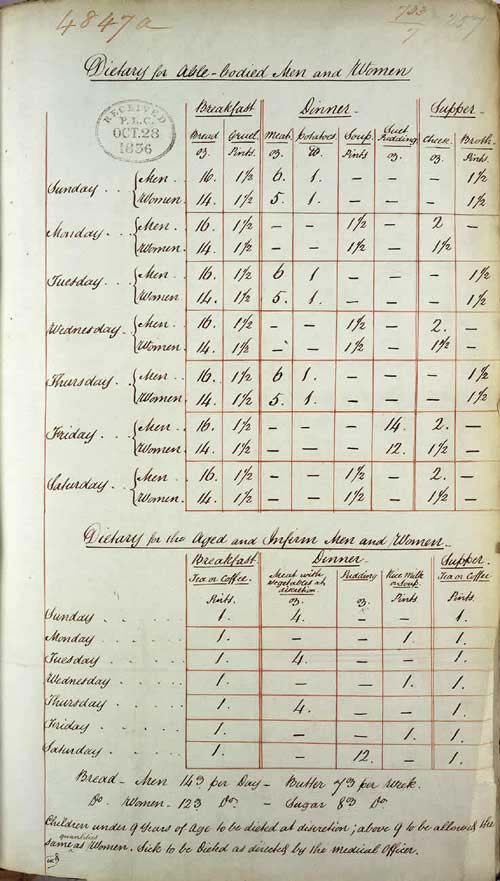 4847a
733
7
257
Dietary for Able-bodied Men and Women
RECEIVED
P.L.C.
OCT. 28
1836
Breakfast Dinner Supper
Bread Gruel Meat Potatoes Soup Suet Pudding Cheese Broth
oz. Pints oz. lb. Pints oz. oz. Pints
Sunday . . { Men . . 16. 1½ 6. 1. — — — 1½
Women 14. 1½ 5. 1. — — — 1½
Monday . . { Men . . 16. 1½ — — 1½ — 2 —
Women 14. 1½ — — 1½ — 1½
Tuesday . . { Men . . 16. 1½ 6 1 — — — 1½
Women 14. 1½ 5. 1. — — — 1½
Wednesday . { Men . . 16. 1½ — — 1½ — 2. —
Women. 14. 1½ — — 1½ — 1½ —
Thursday . . { Men . . 16. 1½ 6 1. — — — 1½
Women. 14. 1½ 5. 1. — — — 1½
Friday . . { Men . . 16. 1½ — — — 14. 2. —
Women. 14. 1½ — — — 12. 1½ —
Saturday . . { Men . . 16. 1½ — — 1½ — 2. —
Women. 14. 1½ — — 1½ — 1½ —
Dietary for the Aged and Infirm Men and Women.
Breakfast Dinner Supper
Tea or Coffee. Meat with Vegetables at discretion Pudding Rice Milk or Soup Tea or Coffee
Pints. oz. oz. Pints Pints.
Sunday . . . . . 1. 4. — — 1.
Monday . . . . . 1. — — 1. 1.
Tuesday . . . . . 1. 4. — — 1.
Wednesday . . . . 1. — — 1. 1.
Thursday . . . . 1. 4. — — 1.
Friday . . . . . 1. — — 1. 1.
Saturday . . . . 1. — 12. — 1.
Bread — Men 14 oz per Day — Butter 7 oz per Week.
Do. Women — 12 oz Do. — Sugar 8 oz Do.
Children under 9 Years of Age to be dieted at discretion; above 9 to be allowed the
same quantities as Women. Sick to be Dieted as directed by the Medical Officer.